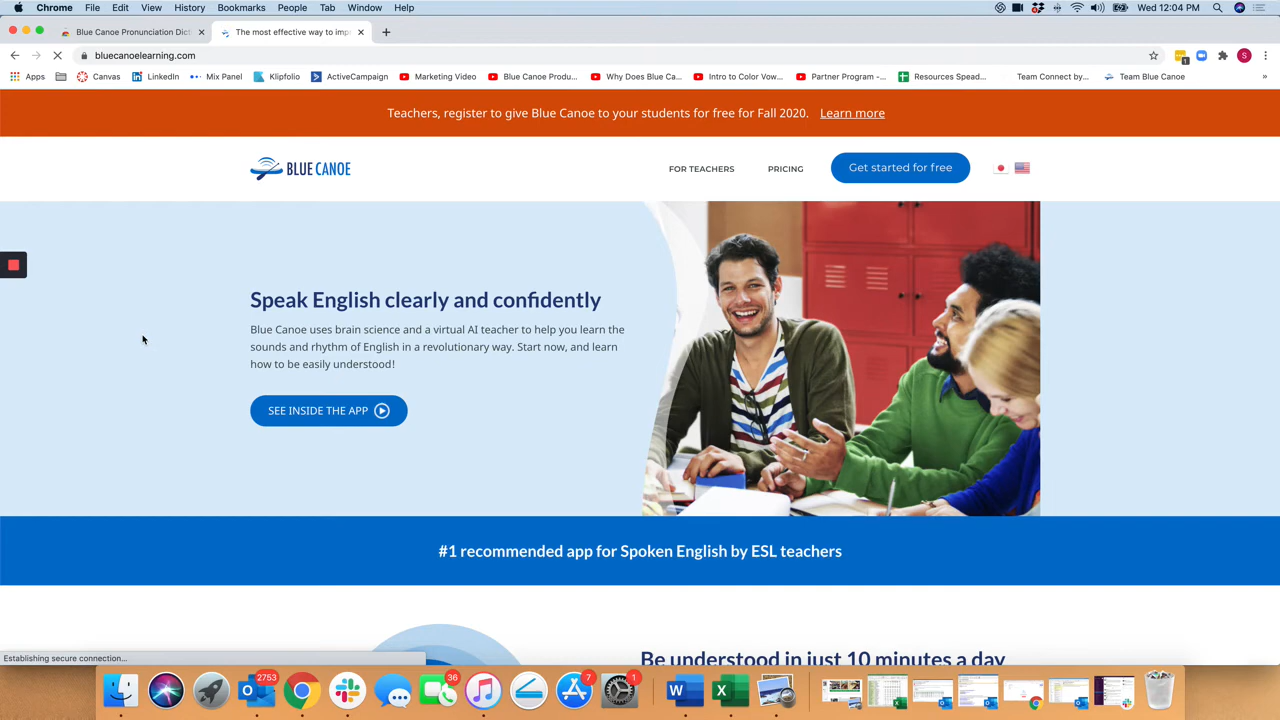 Chrome File Edit View History Bookmarks People Tab Window Help Wed 12:04 PM
Blue Canoe Pronunciation Dict
The most effective way to imp
bluecanoelearning.com
S
1
Apps Canvas LinkedIn Mix Panel Klipfolio ActiveCampaign Marketing Video Blue Canoe Produ... Why Does Blue Ca... Intro to Color Vow... Partner Program -... Resources Spread... Team Connect by... Team Blue Canoe »
Teachers, register to give Blue Canoe to your students for free for Fall 2020. Learn more
BLUE CANOE
FOR TEACHERS PRICING Get started for free
Speak English clearly and confidently
Blue Canoe uses brain science and a virtual AI teacher to help you learn the
sounds and rhythm of English in a revolutionary way. Start now, and learn
how to be easily understood!
SEE INSIDE THE APP
#1 recommended app for Spoken English by ESL teachers
Be understood in just 10 minutes a day
Establishing secure connection...
2753 36 7 1